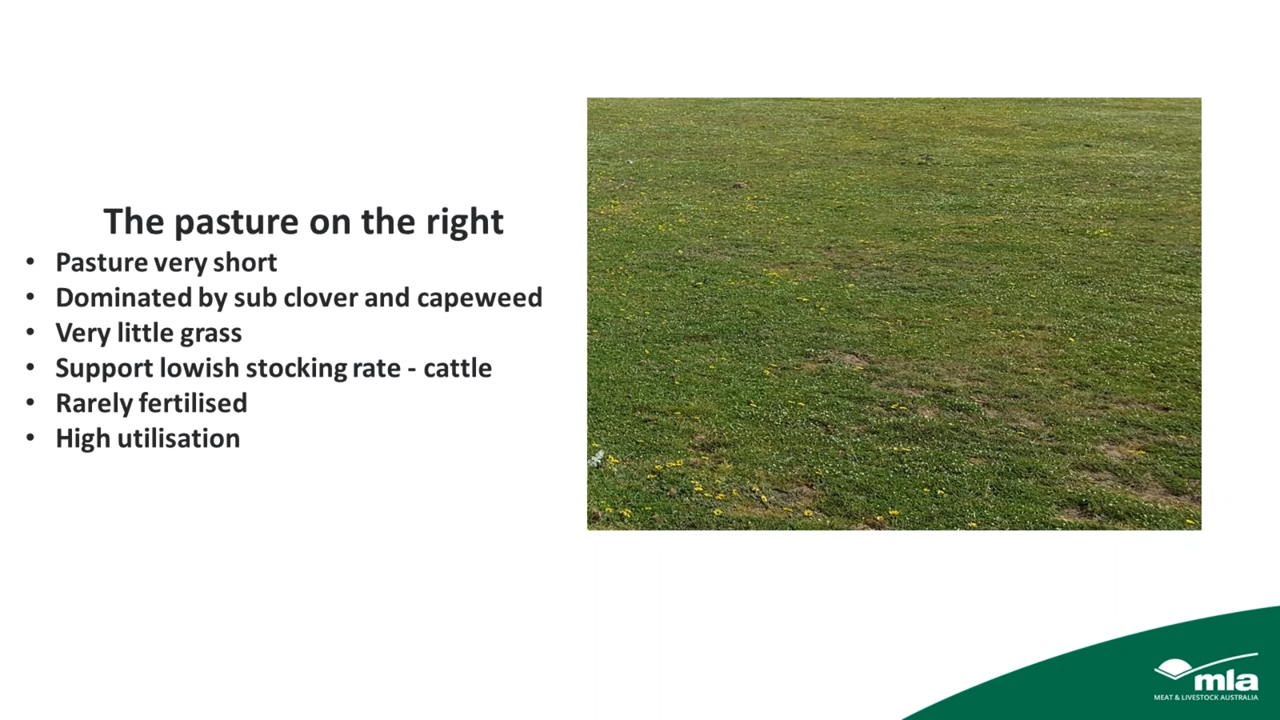 The pasture on the right
• Pasture very short
• Dominated by sub clover and capeweed
• Very little grass
• Support lowish stocking rate - cattle
• Rarely fertilised
• High utilisation
mla
MEAT & LIVESTOCK AUSTRALIA